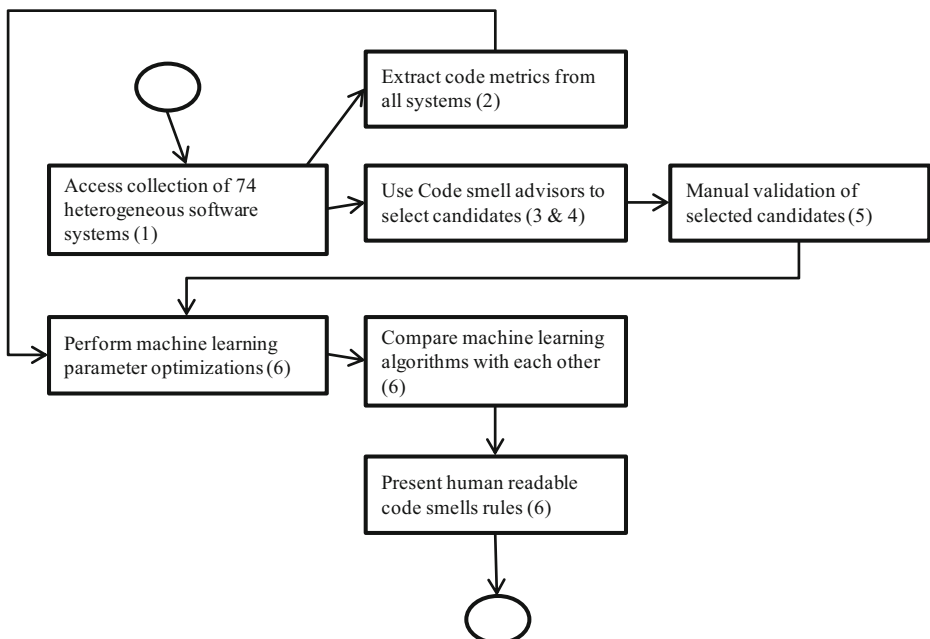 Extract code metrics from
all systems (2)
Access collection of 74
heterogeneous software
systems (1)
Use Code smell advisors to
select candidates (3 & 4)
Manual validation of
selected candidates (5)
Perform machine learning
parameter optimizations (6)
Compare machine learning
algorithms with each other
(6)
Present human readable
code smells rules (6)